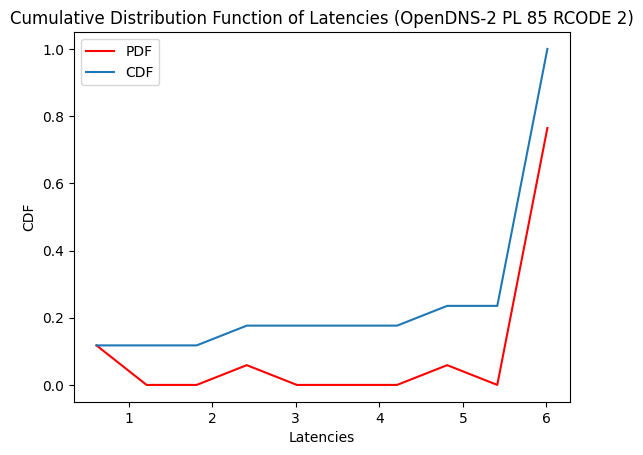 Cumulative Distribution Function of Latencies (OpenDNS-2 PL 85 RCODE 2)
PDF
CDF
CDF
1.0
0.8
0.6
0.4
0.2
0.0
1 2 3 4 5 6
Latencies